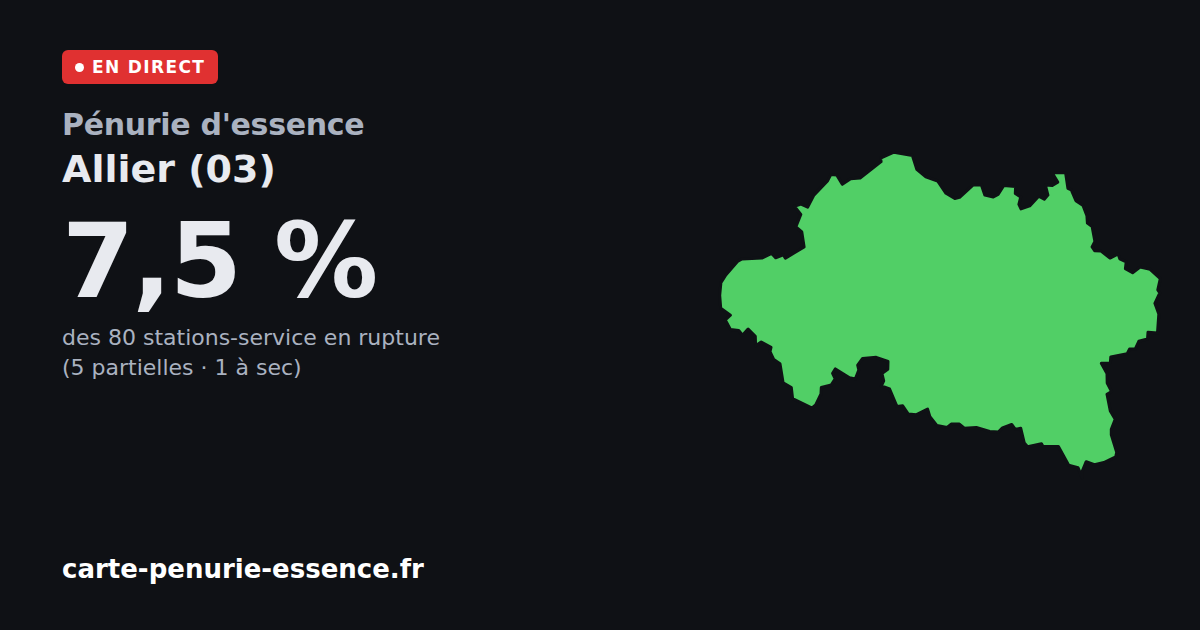 EN DIRECT
Pénurie d'essence
Allier (03)
7,5 %
des 80 stations-service en rupture
(5 partielles · 1 à sec)
carte-penurie-essence.fr